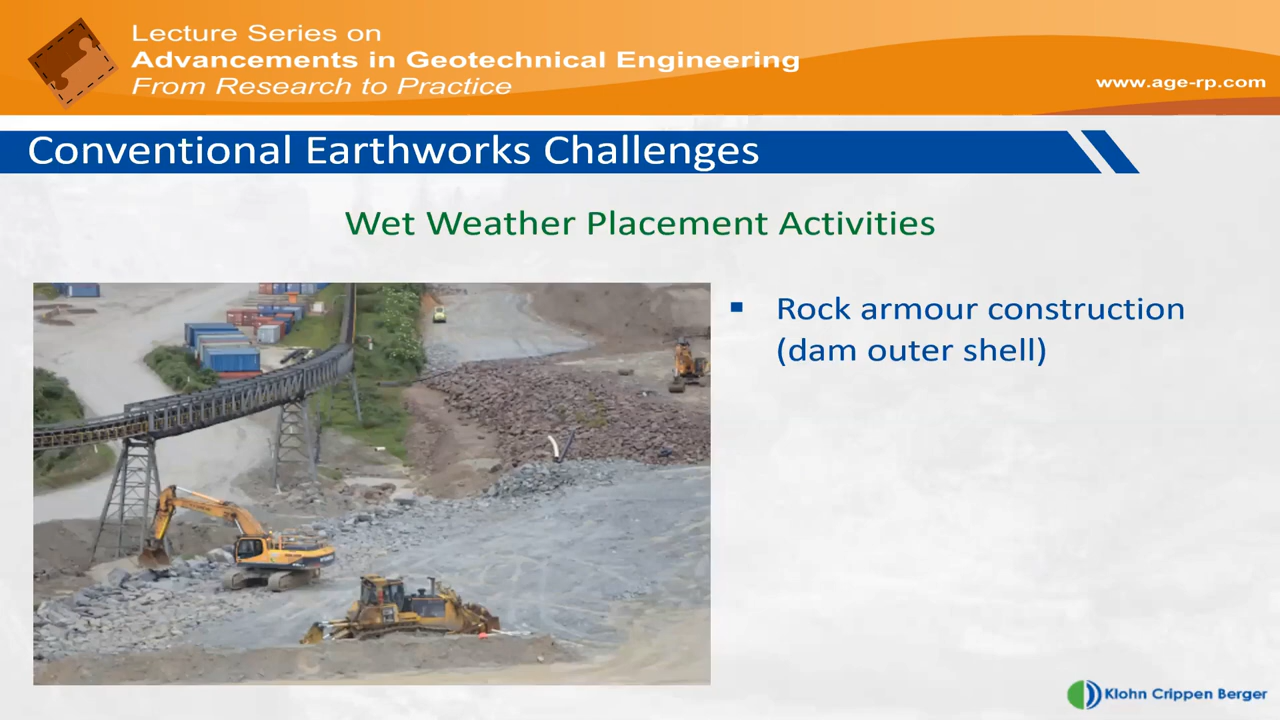 Lecture Series on
Advancements in Geotechnical Engineering
From Research to Practice
www.age-rp.com
Conventional Earthworks Challenges
Wet Weather Placement Activities
▪ Rock armour construction
(dam outer shell)
Klohn Crippen Berger